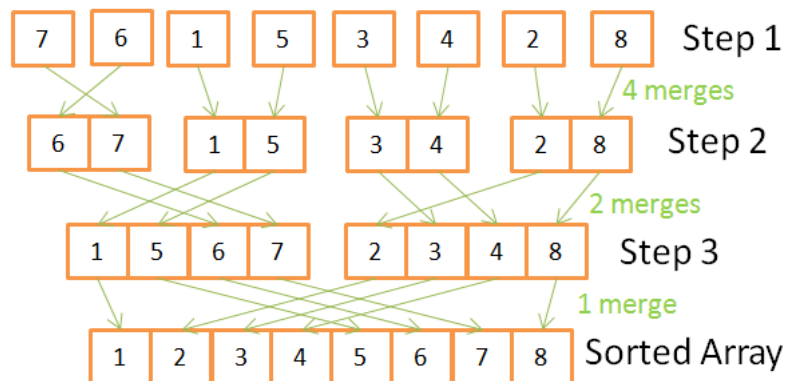 7 6 1 5 3 4 2 8 Step 1
4 merges
6 7 1 5 3 4 2 8 Step 2
2 merges
1 5 6 7 2 3 4 8 Step 3
1 merge
1 2 3 4 5 6 7 8 Sorted Array